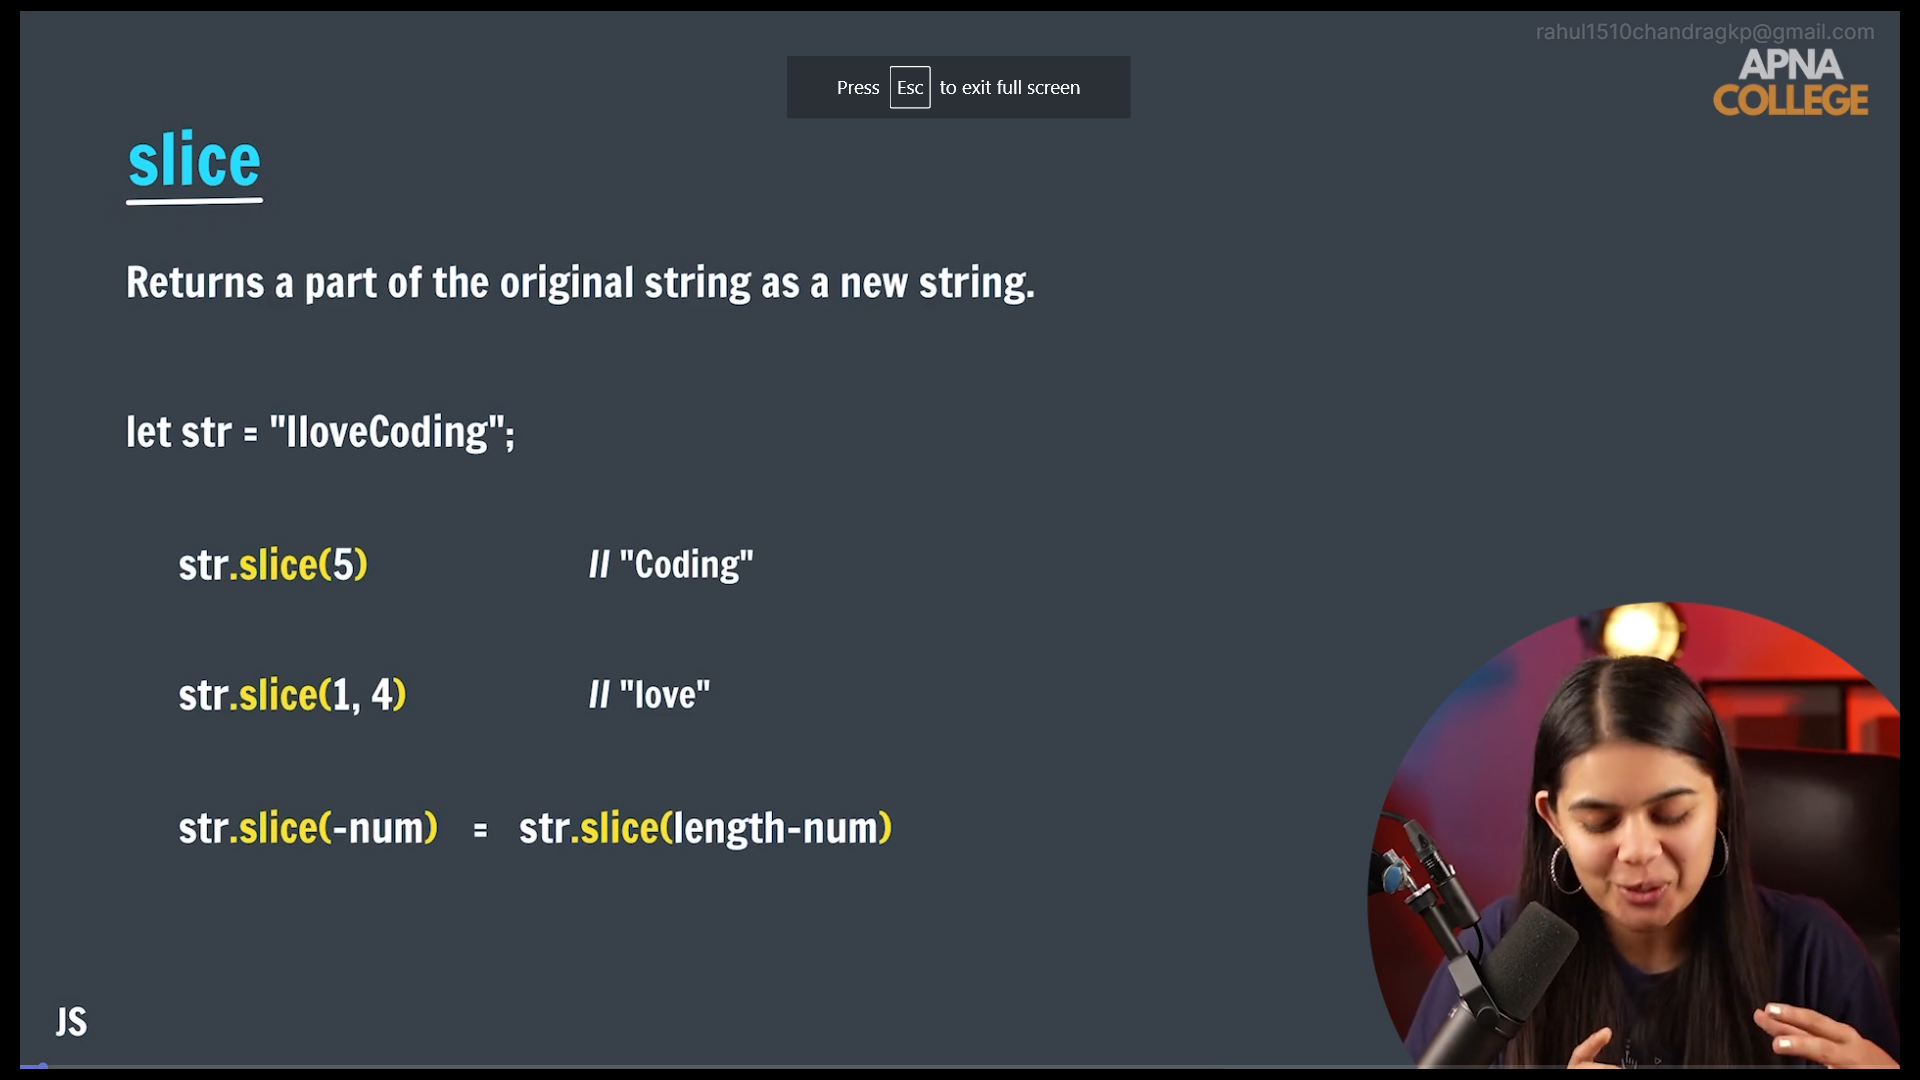 rahul1510chandragkp@gmail.com
APNA
COLLEGE
Press Esc to exit full screen
slice
Returns a part of the original string as a new string.
let str = "IloveCoding";
str.slice(5) // "Coding"
str.slice(1, 4) // "love"
str.slice(-num) = str.slice(length-num)
JS